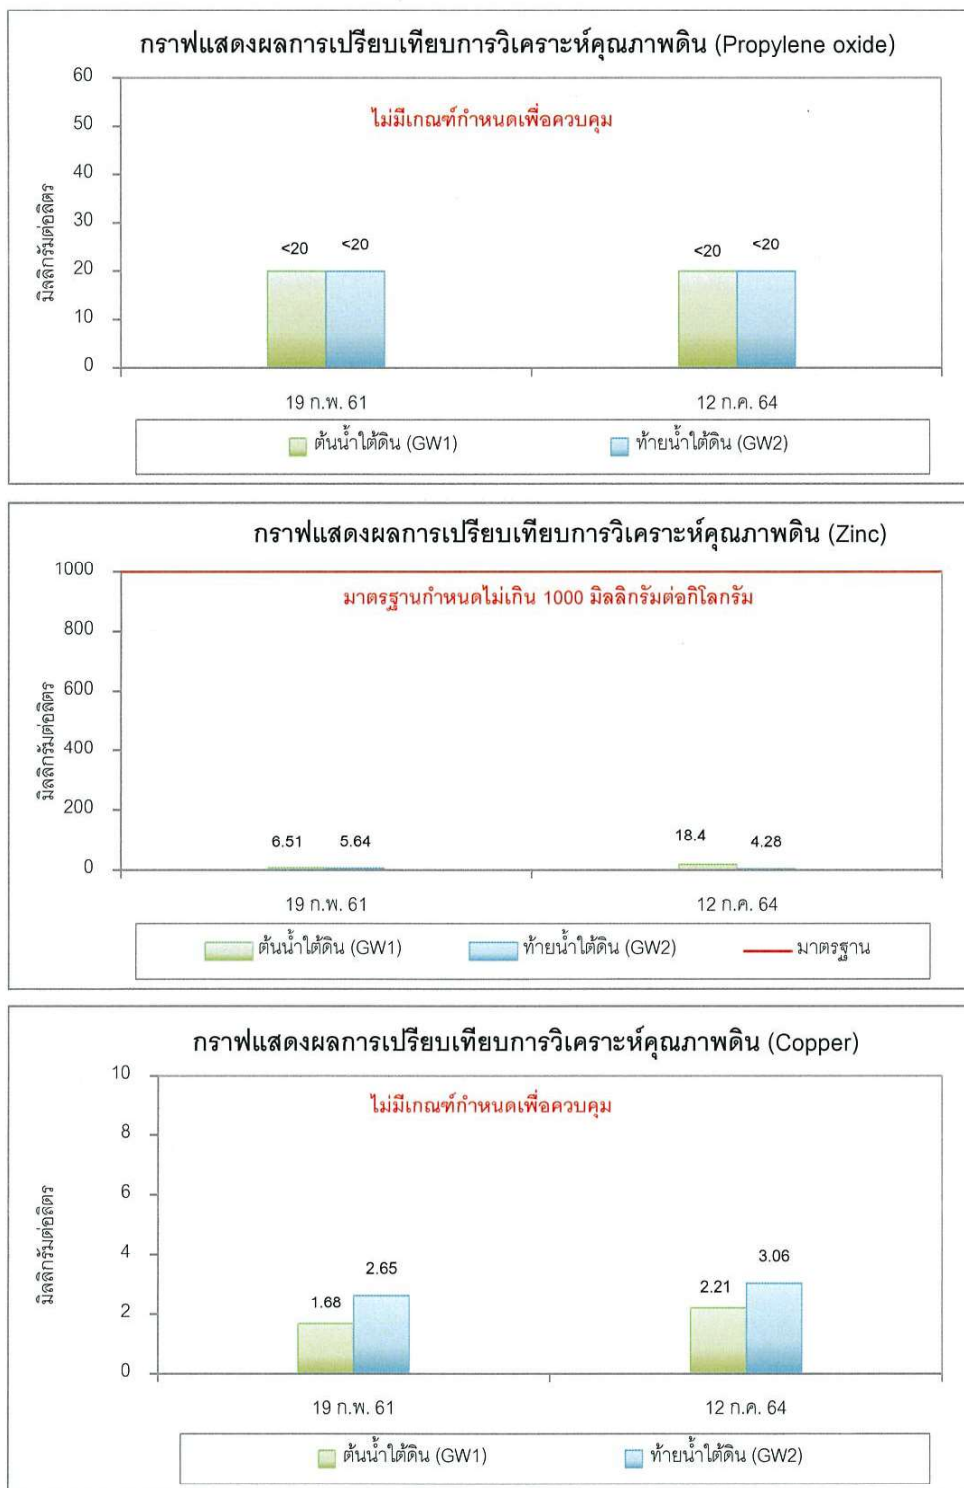 กราฟแสดงผลการเปรียบเทียบการวิเคราะห์คุณภาพดิน (Propylene oxide)
60
50
40
30
20
10
0
มิลลิกรัมต่อลิตร
ไม่มีเกณฑ์กำหนดเพื่อควบคุม
<20 <20 <20 <20
19 ก.พ. 61 12 ก.ค. 64
ต้นน้ำใต้ดิน (GW1) ท้ายน้ำใต้ดิน (GW2)
กราฟแสดงผลการเปรียบเทียบการวิเคราะห์คุณภาพดิน (Zinc)
1000
800
600
400
200
0
มิลลิกรัมต่อลิตร
มาตรฐานกำหนดไม่เกิน 1000 มิลลิกรัมต่อกิโลกรัม
6.51 5.64 18.4 4.28
19 ก.พ. 61 12 ก.ค. 64
ต้นน้ำใต้ดิน (GW1) ท้ายน้ำใต้ดิน (GW2) มาตรฐาน
กราฟแสดงผลการเปรียบเทียบการวิเคราะห์คุณภาพดิน (Copper)
10
8
6
4
2
0
มิลลิกรัมต่อลิตร
ไม่มีเกณฑ์กำหนดเพื่อควบคุม
1.68 2.65 2.21 3.06
19 ก.พ. 61 12 ก.ค. 64
ต้นน้ำใต้ดิน (GW1) ท้ายน้ำใต้ดิน (GW2)